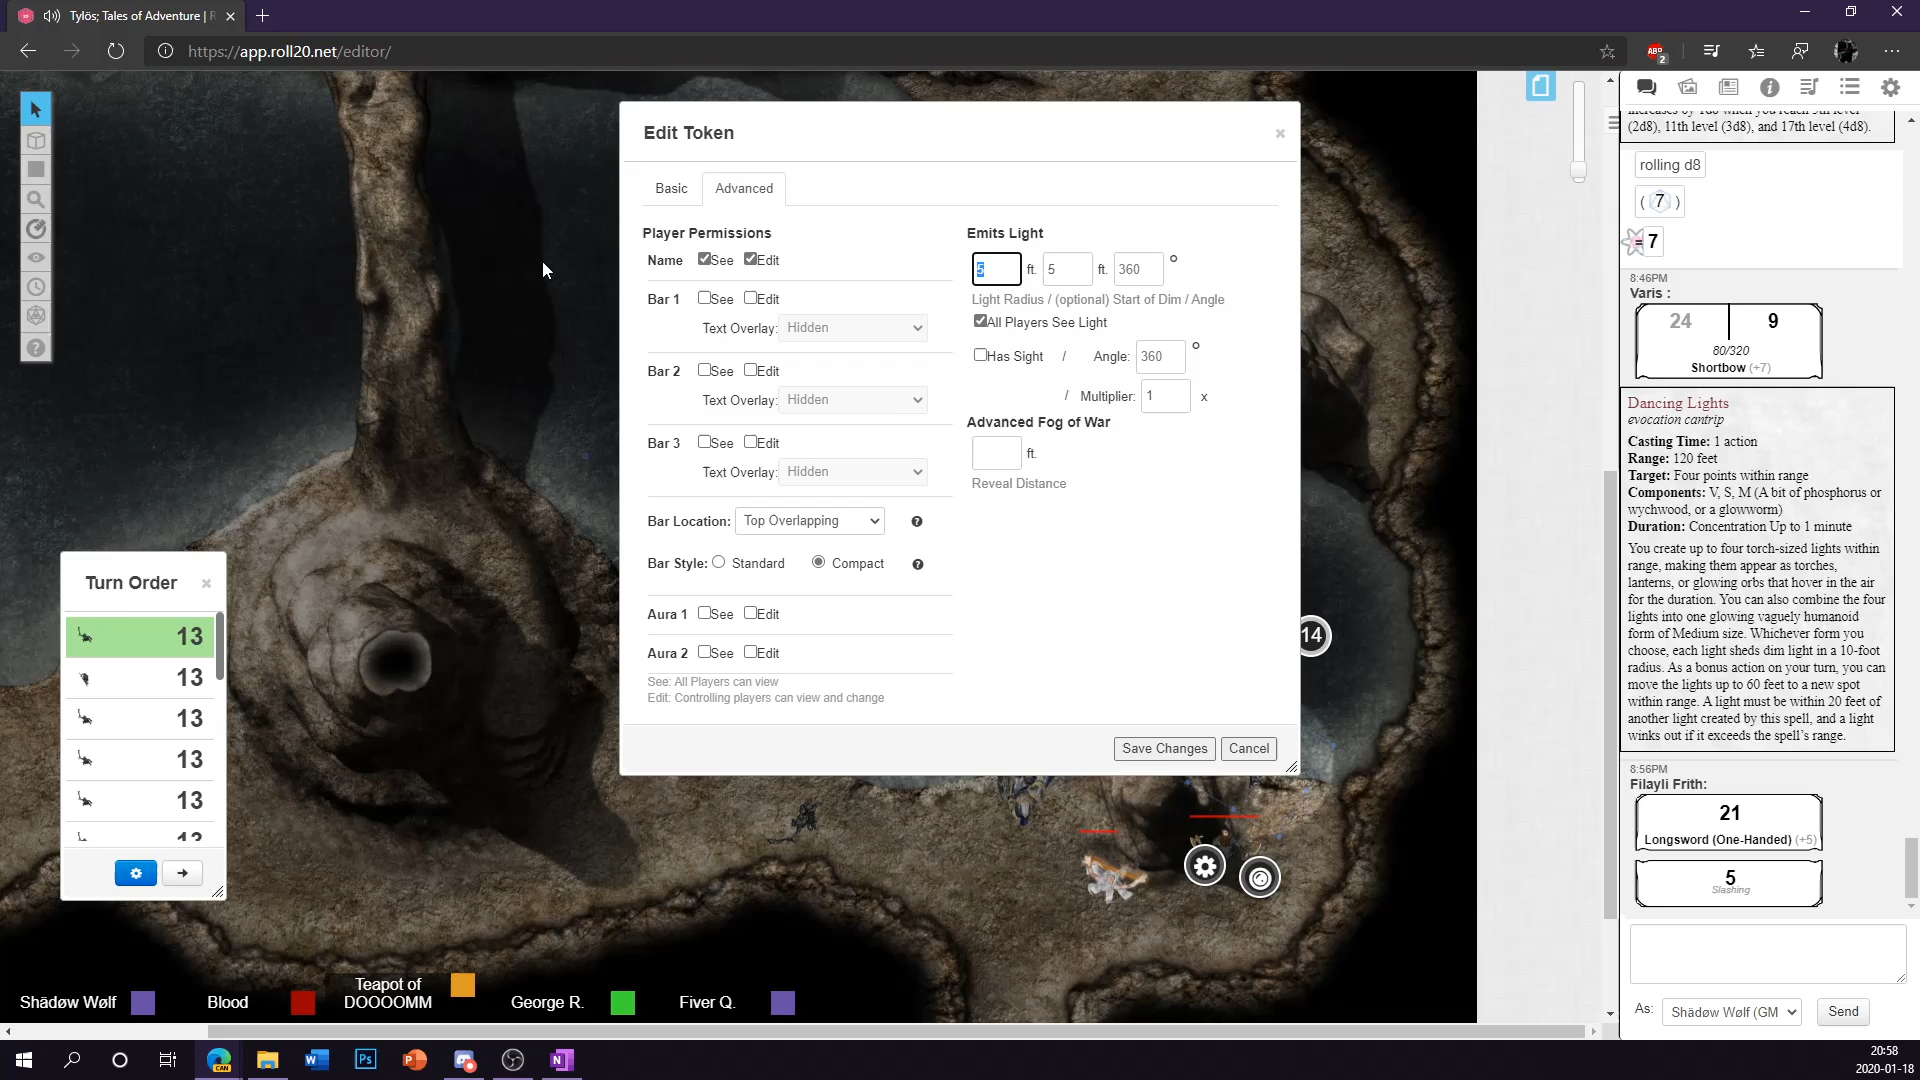 Tylös; Tales of Adventure |
https://app.roll20.net/editor/
ABP
2
Edit Token
Basic
Advanced
Player Permissions
Name See Edit
Bar 1 See Edit
Text Overlay: Hidden
Bar 2 See Edit
Text Overlay: Hidden
Bar 3 See Edit
Text Overlay: Hidden
Bar Location: Top Overlapping
Bar Style: Standard Compact
Aura 1 See Edit
Aura 2 See Edit
See: All Players can view
Edit: Controlling players can view and change
Emits Light
5 ft. 5 ft. 360 °
Light Radius / (optional) Start of Dim / Angle
All Players See Light
Has Sight / Angle: 360 °
/ Multiplier: 1 x
Advanced Fog of War
ft.
Reveal Distance
Save Changes
Cancel
14
Turn Order
13
13
13
13
13
Shädøw Wølf
Blood
Teapot of
DOOOOMM
George R.
Fiver Q.
(2d8), 11th level (3d8), and 17th level (4d8).
rolling d8
( 7 )
= 7
8:46PM
Varis :
24 9
80/320
Shortbow (+7)
Dancing Lights
evocation cantrip
Casting Time: 1 action
Range: 120 feet
Target: Four points within range
Components: V, S, M (A bit of phosphorus or
wychwood, or a glowworm)
Duration: Concentration Up to 1 minute
You create up to four torch-sized lights within
range, making them appear as torches,
lanterns, or glowing orbs that hover in the air
for the duration. You can also combine the four
lights into one glowing vaguely humanoid
form of Medium size. Whichever form you
choose, each light sheds dim light in a 10-foot
radius. As a bonus action on your turn, you can
move the lights up to 60 feet to a new spot
within range. A light must be within 20 feet of
another light created by this spell, and a light
winks out if it exceeds the spell's range.
8:56PM
Filayli Frith:
21
Longsword (One-Handed) (+5)
5
Slashing
As: Shädøw Wølf (GM
Send
CAN
20:58
2020-01-18